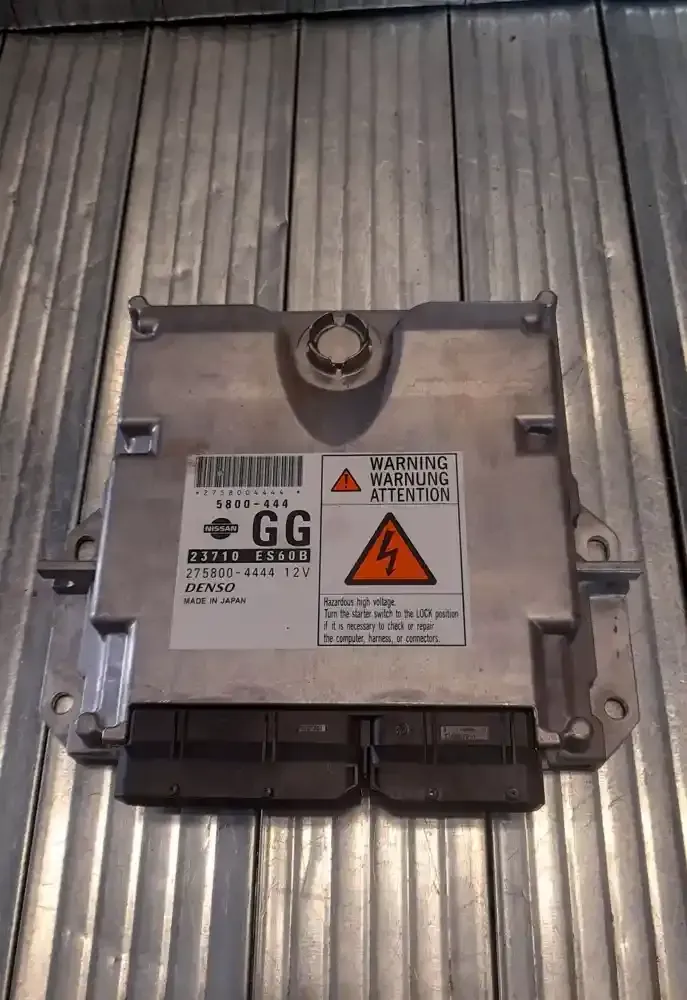 *2758004444*
5800-444
NISSAN GG
23710 ES60B
275800-4444 12V
DENSO
MADE IN JAPAN
WARNING
WARNUNG
ATTENTION
Hazardous high voltage.
Turn the starter switch to the LOCK position
if it is necessary to check or repair
the computer, harness, or connectors.